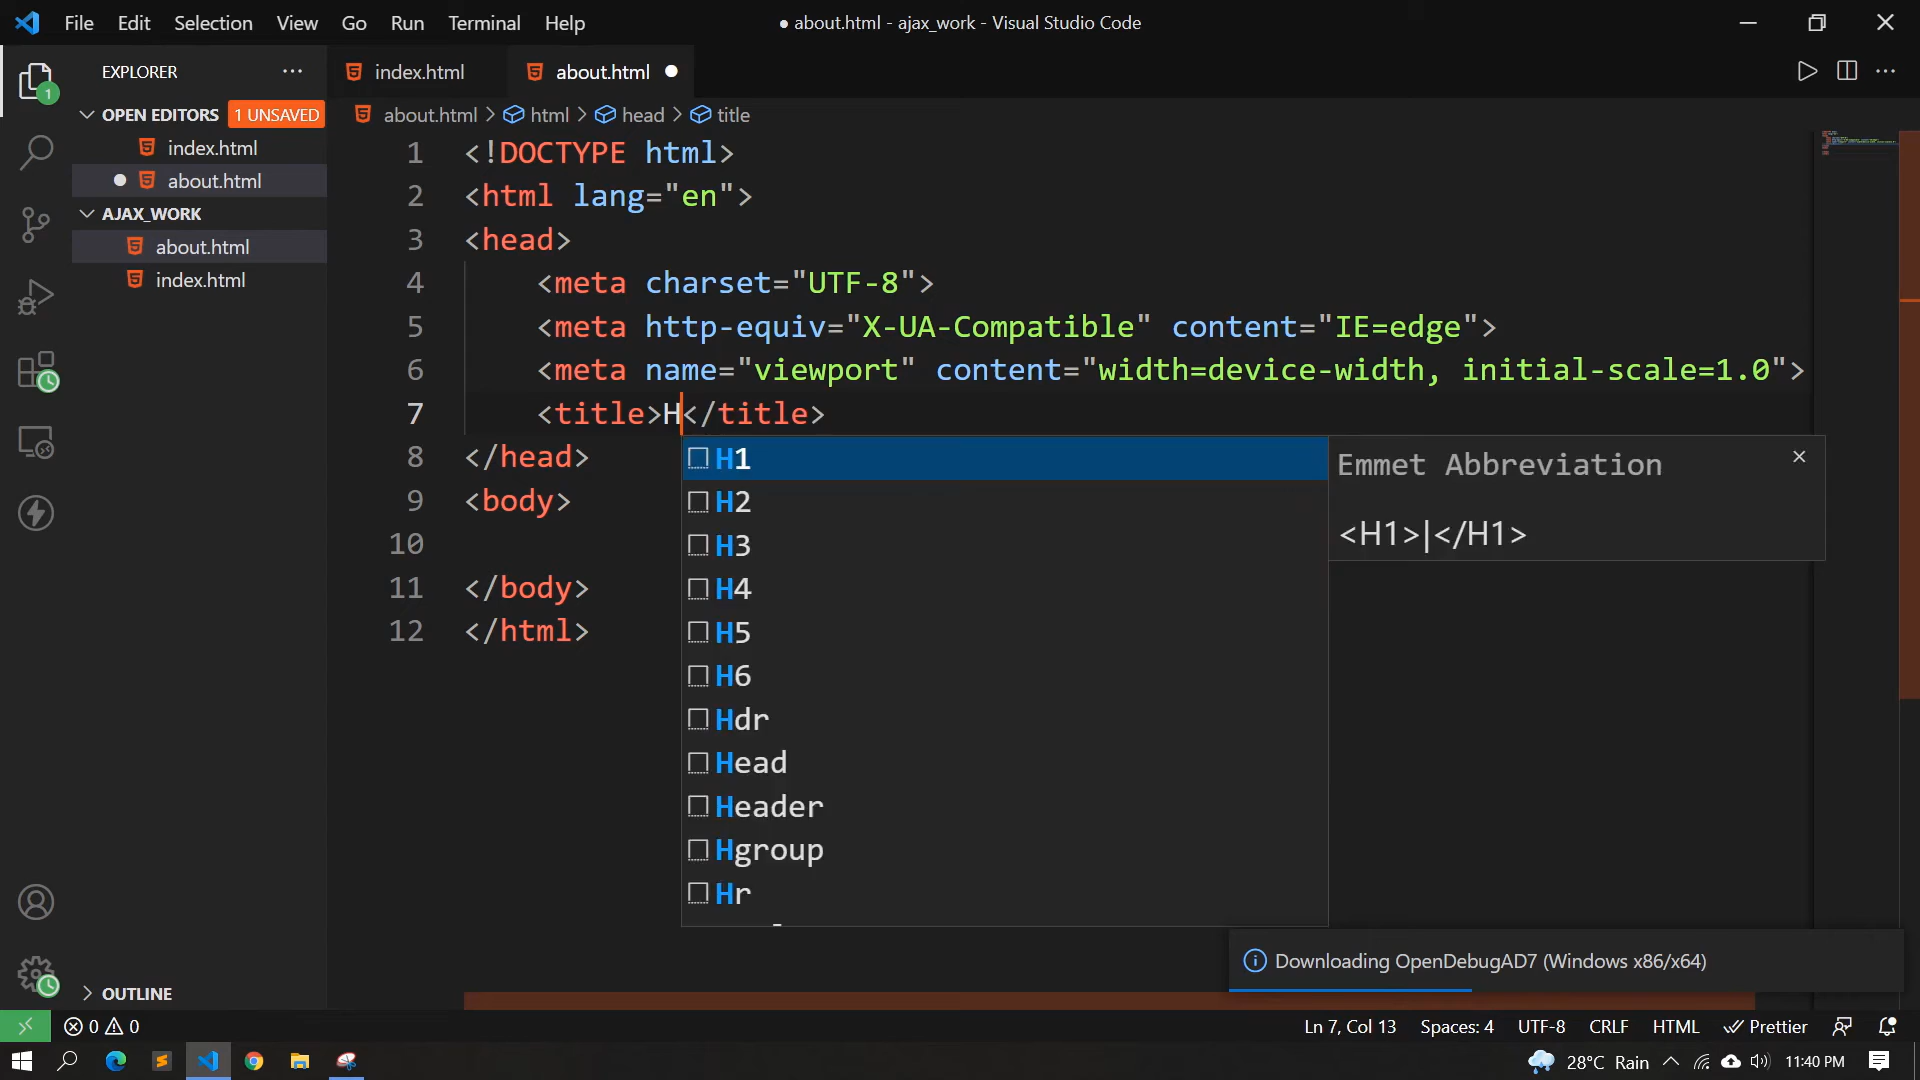 File Edit Selection View Go Run Terminal Help
● about.html - ajax_work - Visual Studio Code
EXPLORER
index.html
about.html
1
OPEN EDITORS 1 UNSAVED
index.html
about.html
AJAX_WORK
about.html
index.html
OUTLINE
about.html > html > head > title
1 <!DOCTYPE html>
2 <html lang="en">
3 <head>
4 <meta charset="UTF-8">
5 <meta http-equiv="X-UA-Compatible" content="IE=edge">
6 <meta name="viewport" content="width=device-width, initial-scale=1.0">
7 <title>H</title>
8 </head>
9 <body>
10
11 </body>
12 </html>
H1
H2
H3
H4
H5
H6
Hdr
Head
Header
Hgroup
Hr
Emmet Abbreviation
<H1>|</H1>
Downloading OpenDebugAD7 (Windows x86/x64)
0 0
Ln 7, Col 13 Spaces: 4 UTF-8 CRLF HTML Prettier
28°C Rain 11:40 PM